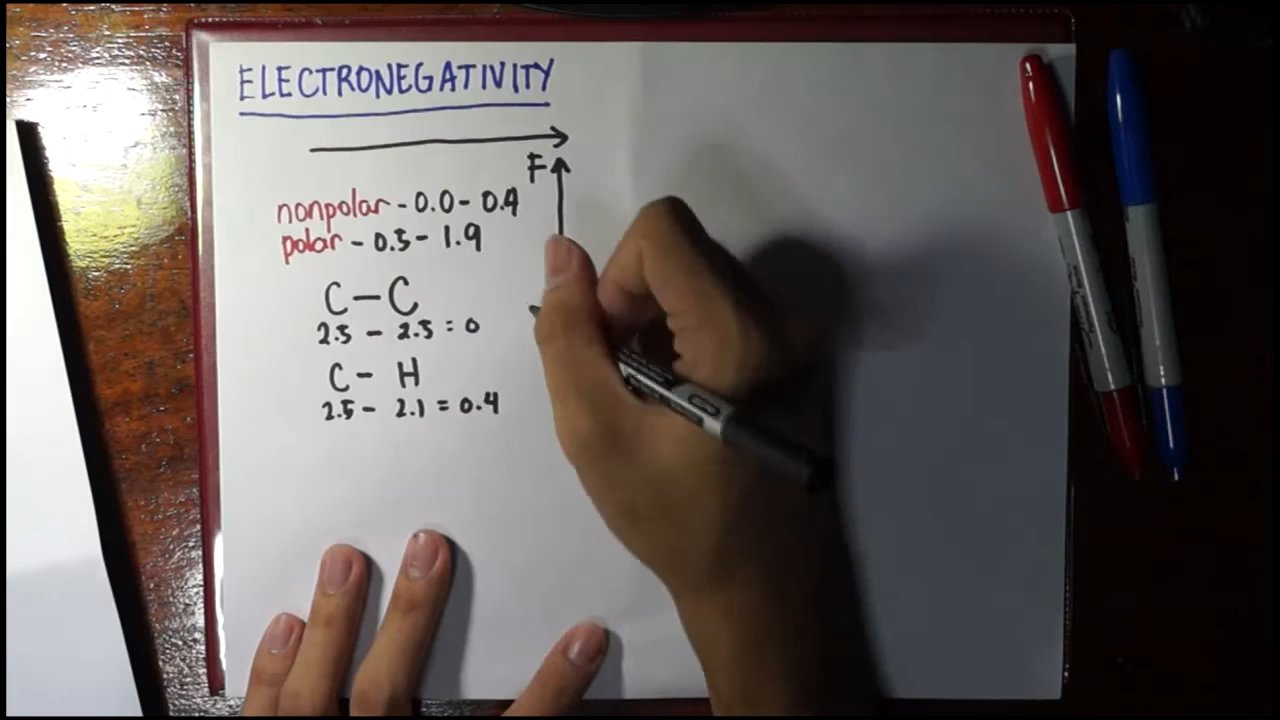 ELECTRONEGATIVITY
F
nonpolar - 0.0 - 0.4
polar - 0.5 - 1.9
C - C
2.5 - 2.5 = 0
C - H
2.5 - 2.1 = 0.4